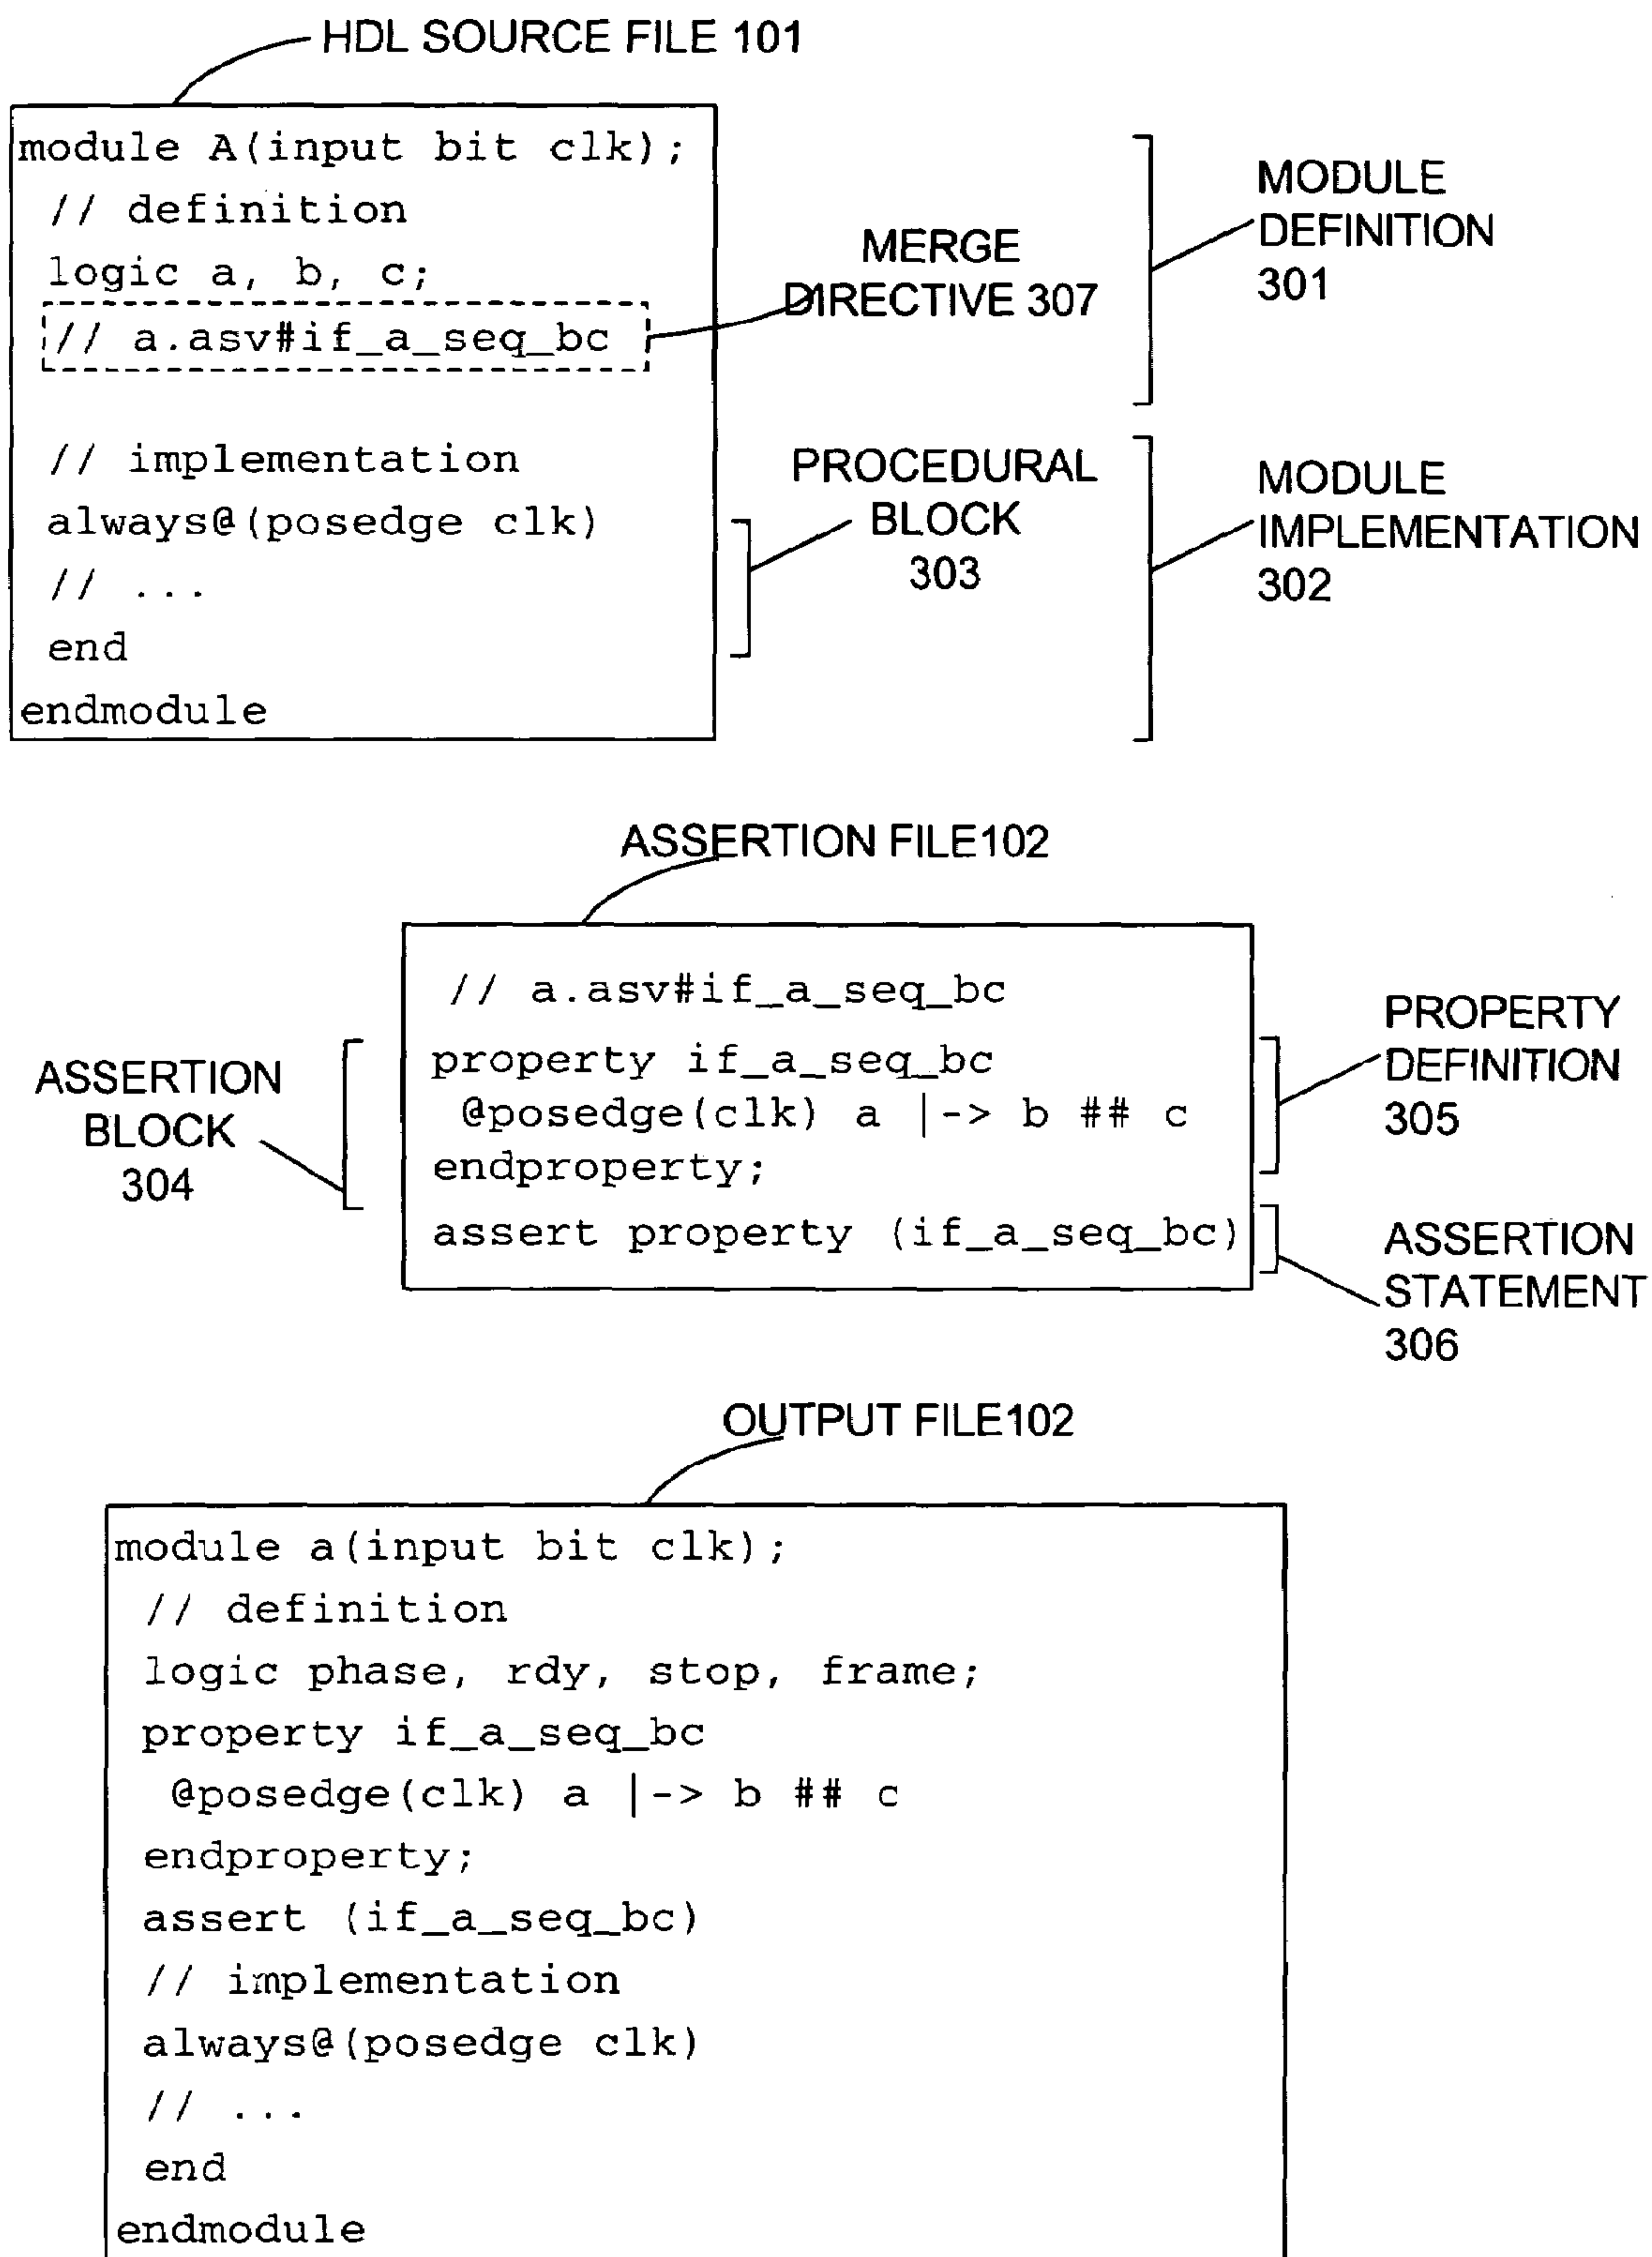 HDL SOURCE FILE 101
module A(input bit clk);
// definition
logic a, b, c;
// a.asv#if_a_seq_bc
// implementation
always@(posedge clk)
// ...
end
endmodule
MERGE
DIRECTIVE 307
PROCEDURAL
BLOCK
303
MODULE
DEFINITION
301
MODULE
IMPLEMENTATION
302
ASSERTION FILE102
// a.asv#if_a_seq_bc
property if_a_seq_bc
@posedge(clk) a |-> b ## c
endproperty;
assert property (if_a_seq_bc)
ASSERTION
BLOCK
304
PROPERTY
DEFINITION
305
ASSERTION
STATEMENT
306
OUTPUT FILE102
module a(input bit clk);
// definition
logic phase, rdy, stop, frame;
property if_a_seq_bc
@posedge(clk) a |-> b ## c
endproperty;
assert (if_a_seq_bc)
// implementation
always@(posedge clk)
// ...
end
endmodule